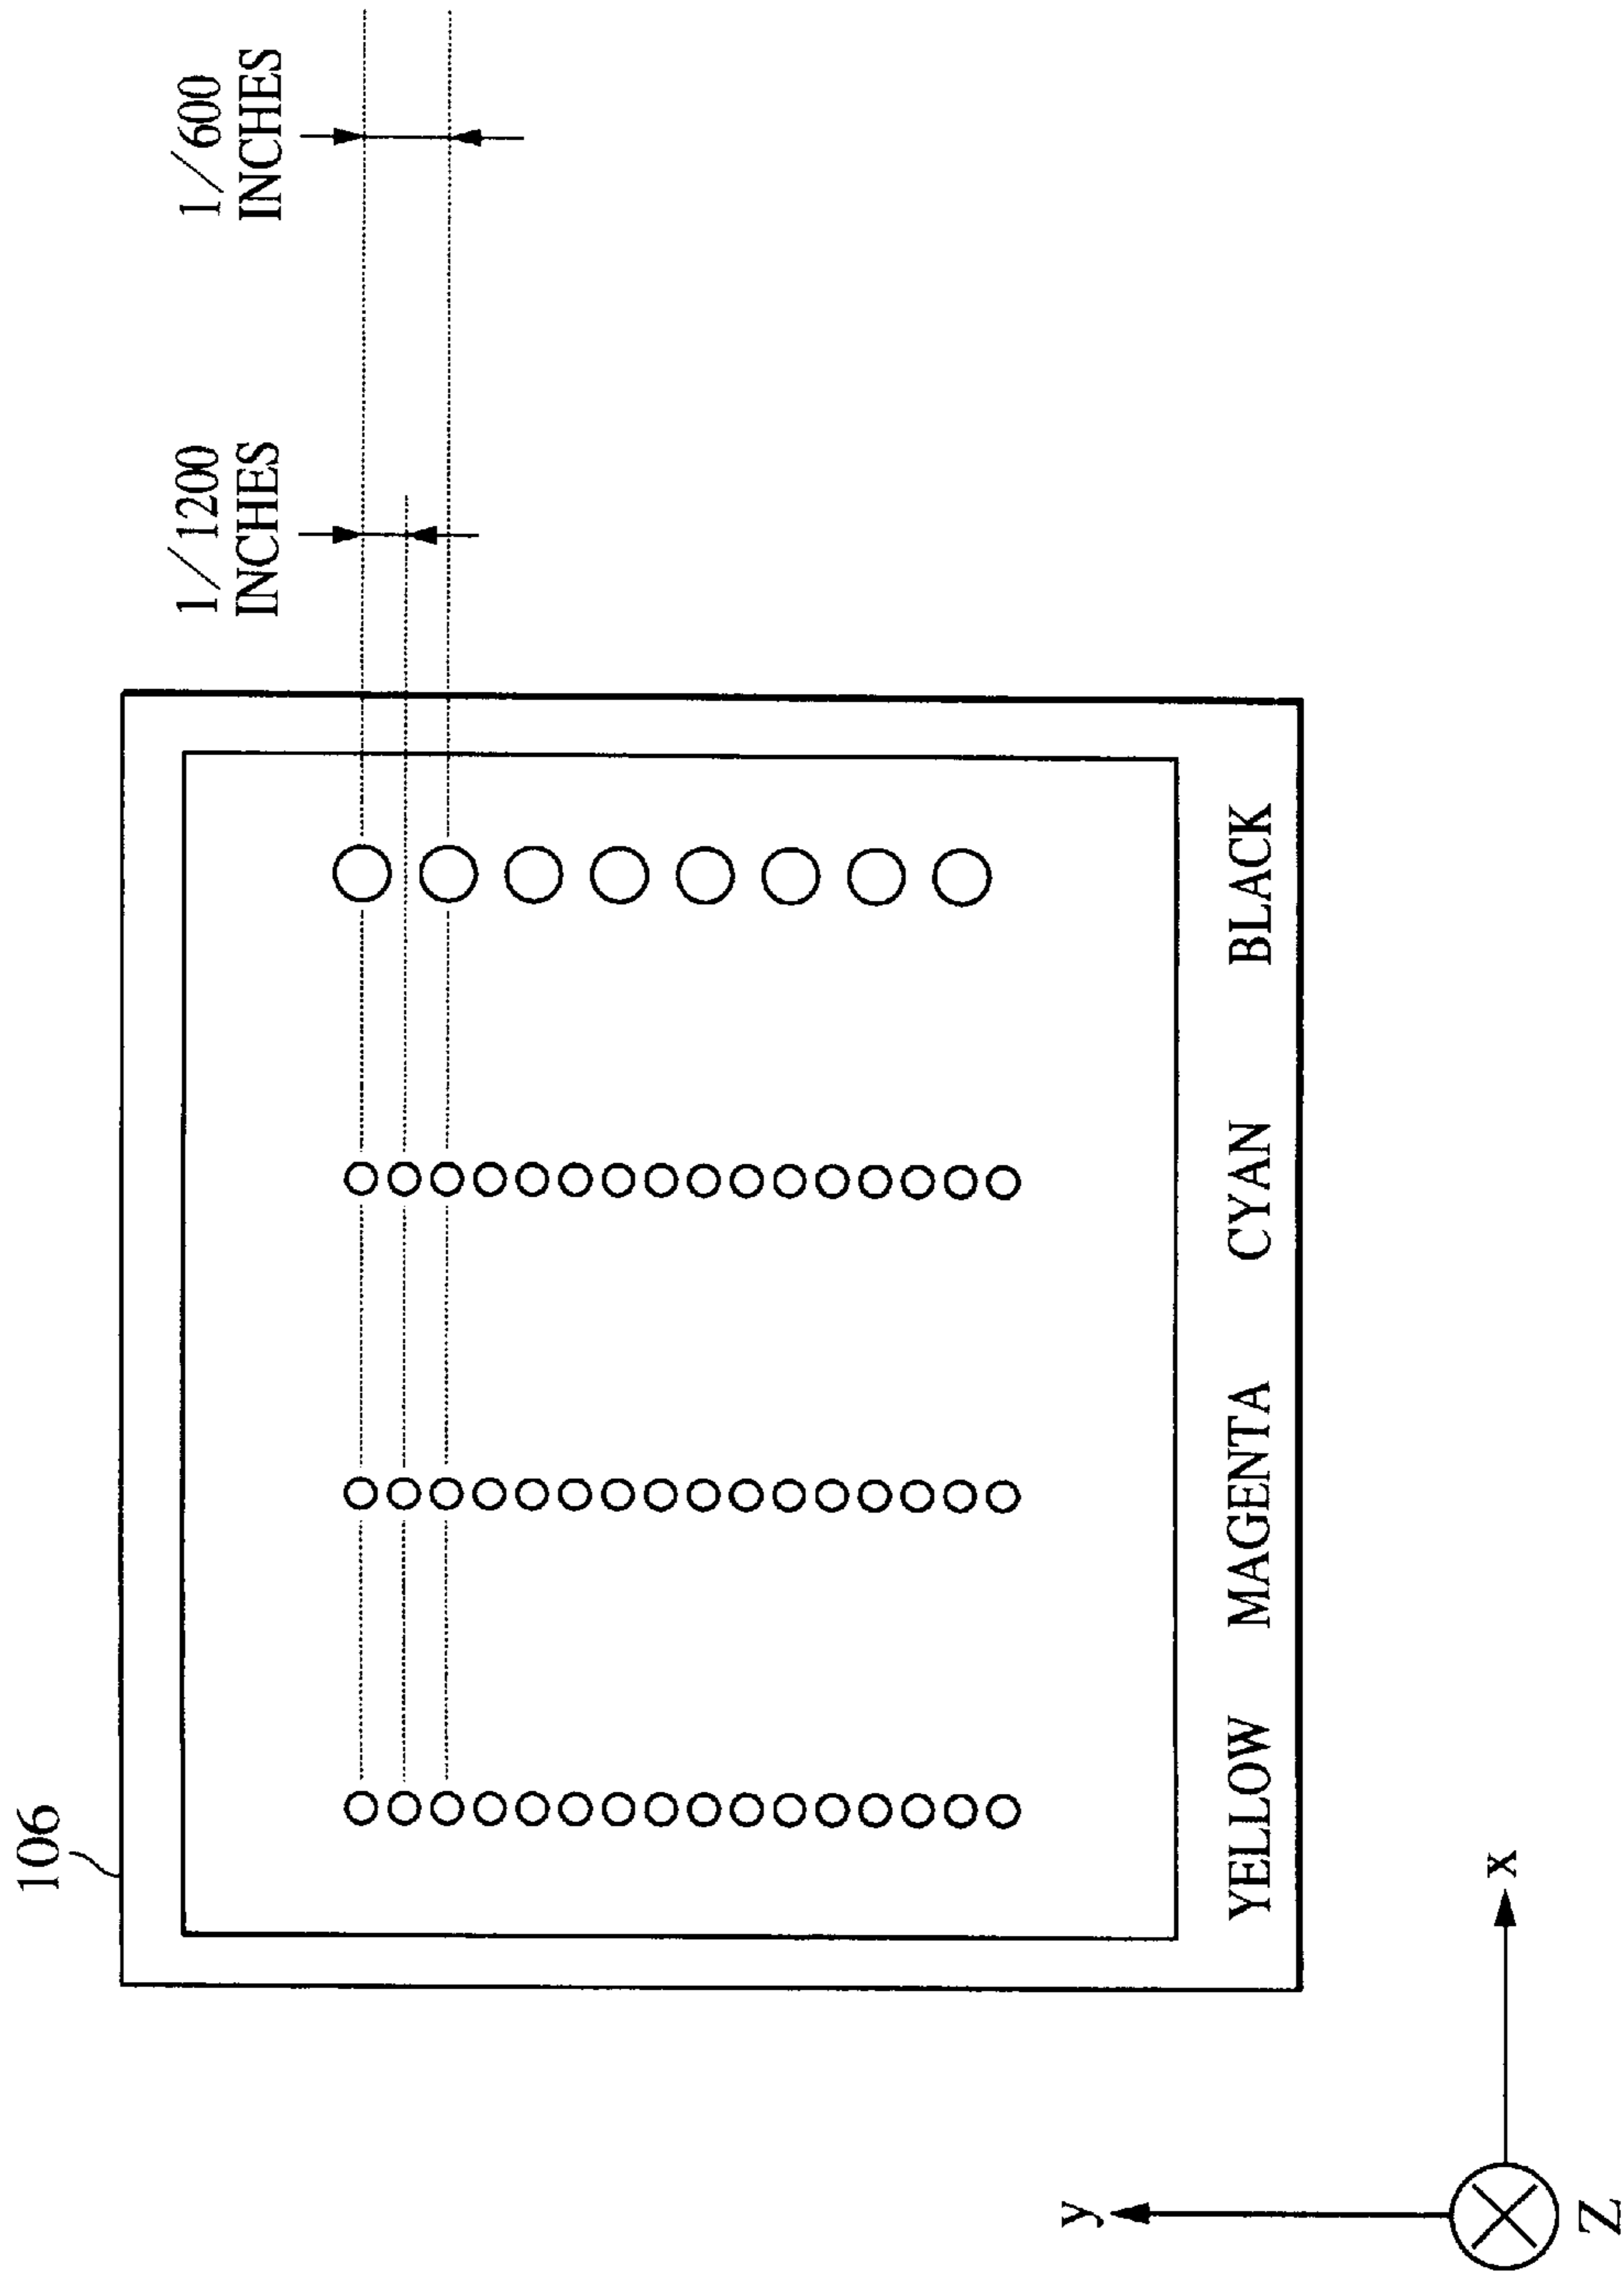 106
1/1200
INCHES
1/600
INCHES
YELLOW MAGENTA CYAN BLACK
y
x
Z